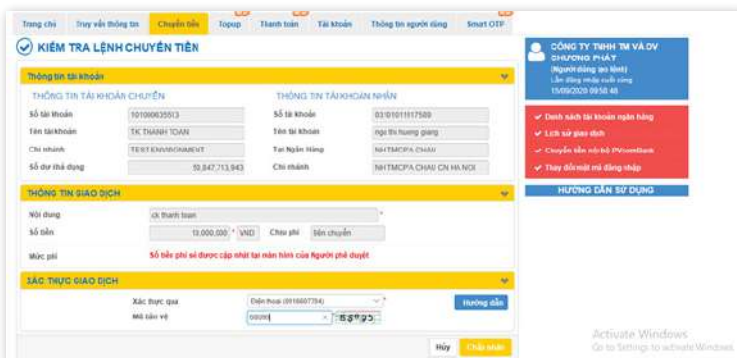 Trang chủ Truy vấn thông tin Chuyển tiền Topup Thanh toán Tài khoản Thông tin người dùng Smart OTP
KIỂM TRA LỆNH CHUYỂN TIỀN
Thông tin tài khoản
THÔNG TIN TÀI KHOẢN CHUYỂN THÔNG TIN TÀI KHOẢN NHẬN
Số tài khoản 101000635513 Số tài khoản
Tên tài khoản TK THANH TOAN Tên tài khoản ngo thi huong giang
Chi nhánh TEST ENVIRONMENT Tại Ngân Hàng NHTMCPA CHAU
Số dư khả dụng Chi nhánh NHTMCPA CHAU CN HA NOI
THÔNG TIN GIAO DỊCH
Nội dung ck thanh toan *
Số tiền 10,000,000 * VND Chịu phí Bên chuyển
Mức phí Số tiền phí sẽ được cập nhật tại màn hình của Người phê duyệt
XÁC THỰC GIAO DỊCH
Xác thực qua Điện thoại (0916607784) *
Hướng dẫn
Mã bảo vệ
Hủy Chấp nhận
CÔNG TY TNHH TM VÀ DV
CHƯƠNG PHÁT
(Người dùng tạo lệnh)
Lần đăng nhập cuối cùng
15/09/2020 09:58:48
Danh sách tài khoản ngân hàng
Lịch sử giao dịch
Chuyển tiền nội bộ PVcomBank
Thay đổi mật mã đăng nhập
HƯỚNG DẪN SỬ DỤNG
Activate Windows
Go to Settings to activate Windows.